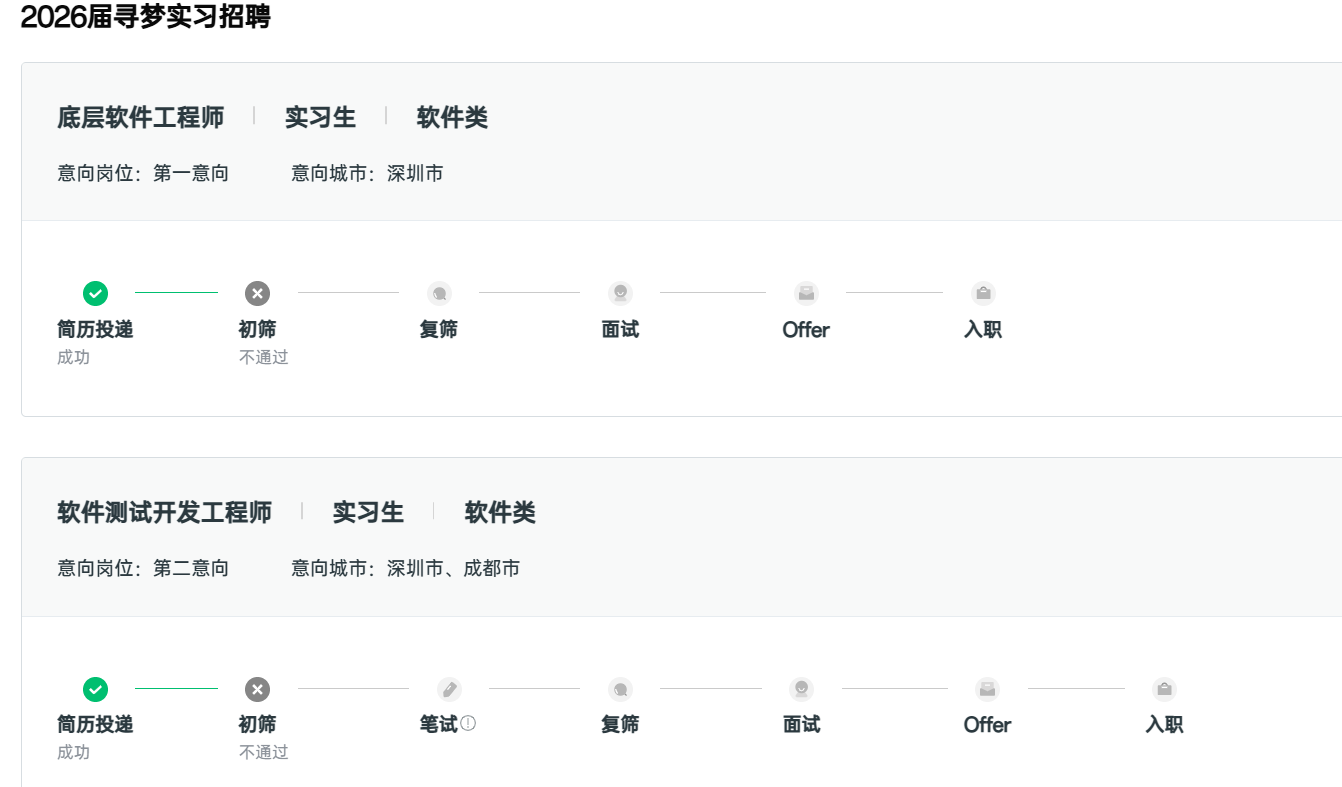 2026届寻梦实习招聘
底层软件工程师 实习生 软件类
意向岗位：第一意向 意向城市：深圳市
简历投递 初筛 复筛 面试 Offer 入职
成功 不通过
软件测试开发工程师 实习生 软件类
意向岗位：第二意向 意向城市：深圳市、成都市
简历投递 初筛 笔试 复筛 面试 Offer 入职
成功 不通过